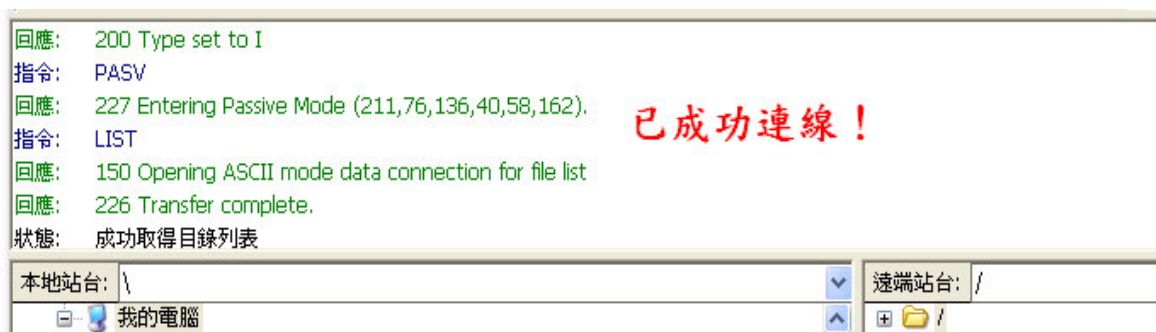 回應: 200 Type set to I
指令: PASV
回應: 227 Entering Passive Mode (211,76,136,40,58,162).
已成功連線！
指令: LIST
回應: 150 Opening ASCII mode data connection for file list
回應: 226 Transfer complete.
狀態: 成功取得目錄列表
本地站台: \
遠端站台: /
我的電腦
/